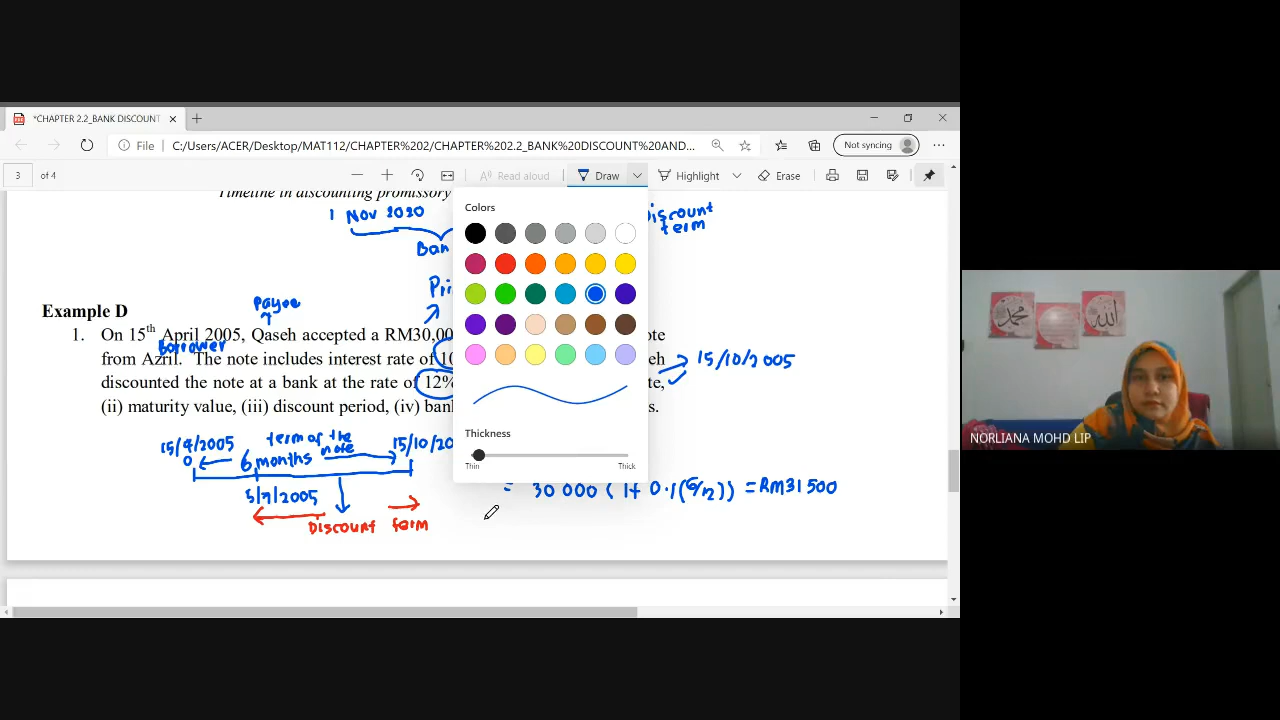 *CHAPTER 2.2_BANK DISCOUNT
File
C:/Users/ACER/Desktop/MAT112/CHAPTER%202/CHAPTER%202.2_BANK%20DISCOUNT%20AND...
Not syncing
3 of 4
Read aloud
Draw
Highlight
Erase
Timeline in discounting promissory
1 Nov 2020
Discount
term
Ban
Colors
Pri
Example D
Payee
1. On 15th April 2005, Qaseh accepted a RM30,00
ote
Borrower
from Azril. The note includes interest rate of 10
eh
15/10/2005
discounted the note at a bank at the rate of 12%
te,
(ii) maturity value, (iii) discount period, (iv) ban
s.
Thickness
Thin
Thick
15/4/2005
term of the
note
15/10/20
0
6 months
5/7/2005
Discount term
= 30 000 (1+ 0.1(6/12)) = RM31 500
NORLIANA MOHD LIP